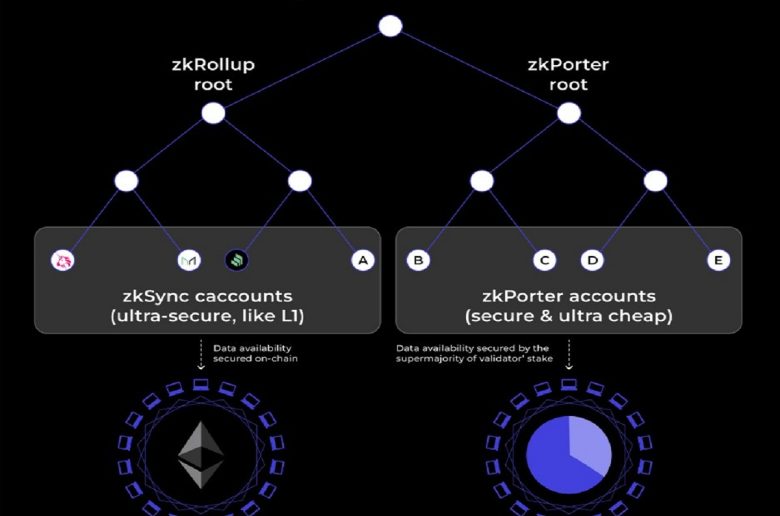 zkRollup
root
zkPorter
root
A
B
C
D
E
zkSync caccounts
(ultra-secure, like L1)
zkPorter accounts
(secure & ultra cheap)
Data availability
secured on-chain
Data availability secured by the
supermajority of validator' stake